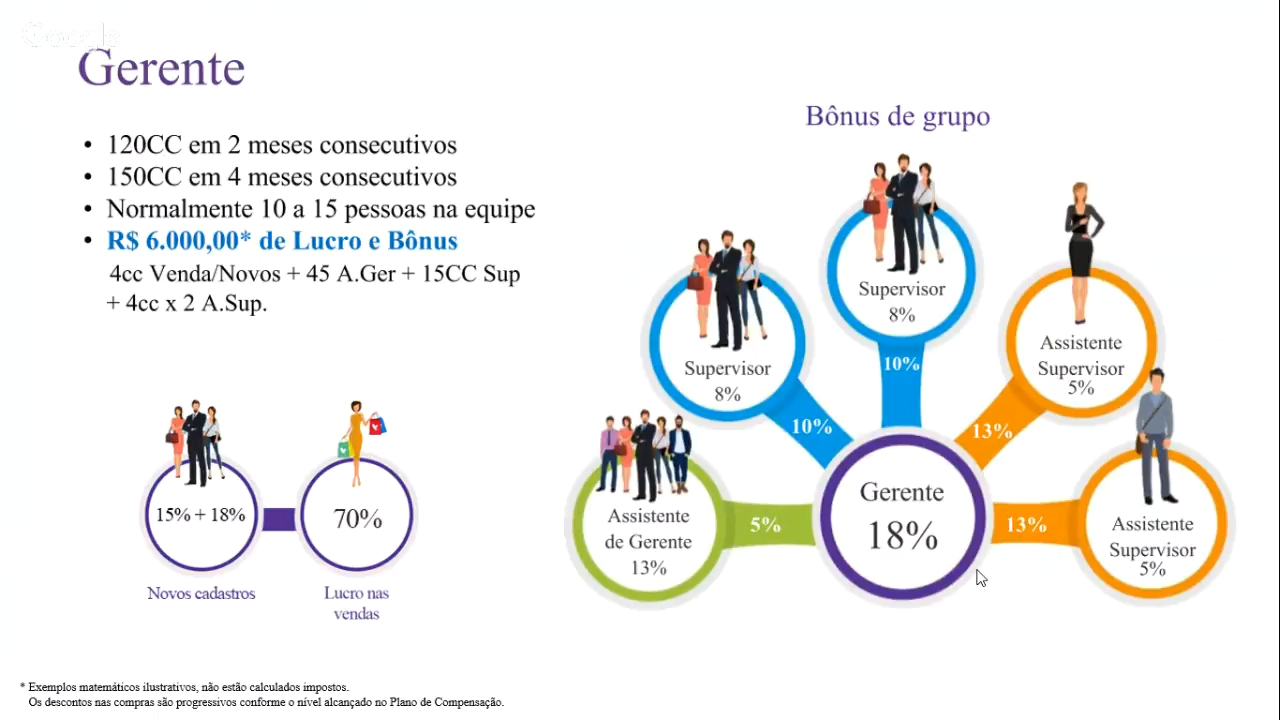 Google
Gerente
• 120CC em 2 meses consecutivos
• 150CC em 4 meses consecutivos
• Normalmente 10 a 15 pessoas na equipe
• R$ 6.000,00* de Lucro e Bônus
4cc Venda/Novos + 45 A.Ger + 15CC Sup
+ 4cc x 2 A.Sup.
15% + 18%
70%
Novos cadastros
Lucro nas
vendas
Bônus de grupo
Supervisor
8%
10%
Supervisor
8%
10%
Assistente
Supervisor
5%
13%
Assistente
de Gerente
13%
5%
Gerente
18%
13%
Assistente
Supervisor
5%
* Exemplos matemáticos ilustrativos, não estão calculados impostos.
Os descontos nas compras são progressivos conforme o nível alcançado no Plano de Compensação.